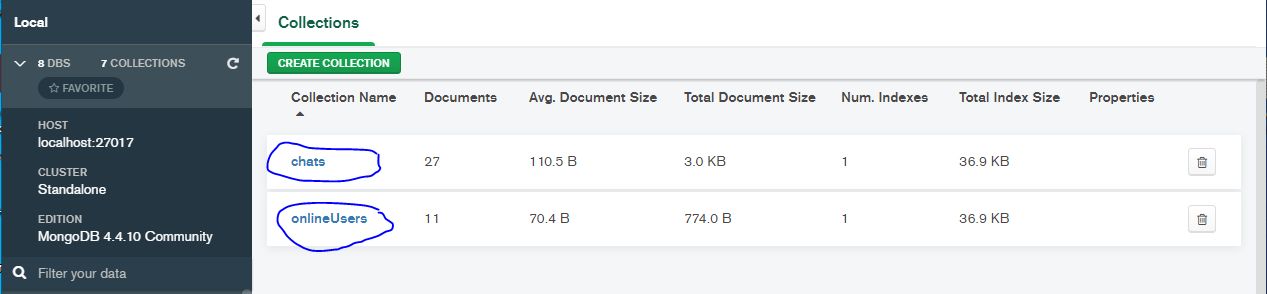 Local
8 DBS 7 COLLECTIONS
FAVORITE
HOST
localhost:27017
CLUSTER
Standalone
EDITION
MongoDB 4.4.10 Community
Filter your data
Collections
CREATE COLLECTION
Collection Name Documents Avg. Document Size Total Document Size Num. Indexes Total Index Size Properties
chats 27 110.5 B 3.0 KB 1 36.9 KB
onlineUsers 11 70.4 B 774.0 B 1 36.9 KB